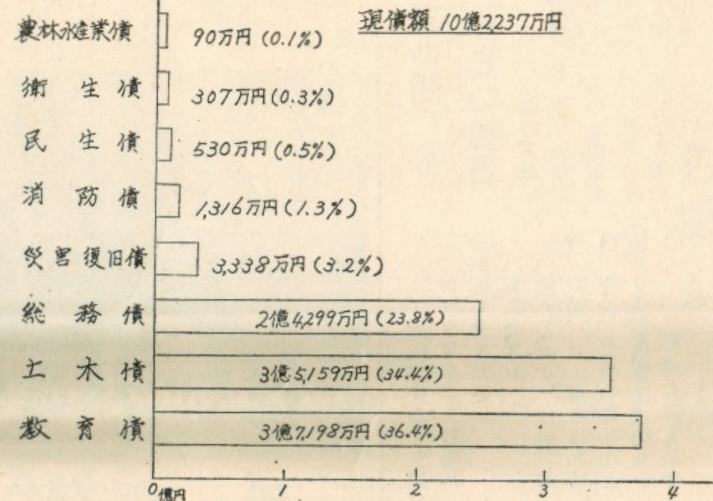 現債額 10億2237万円
農林水産業債 90万円(0.1%)
衛生債 307万円(0.3%)
民生債 530万円(0.5%)
消防債 1,316万円(1.3%)
災害復旧債 3,338万円(3.2%)
総務債 2億4,299万円(23.8%)
土木債 3億5,159万円(34.4%)
教育債 3億7,198万円(36.4%)
0億円 1 2 3 4